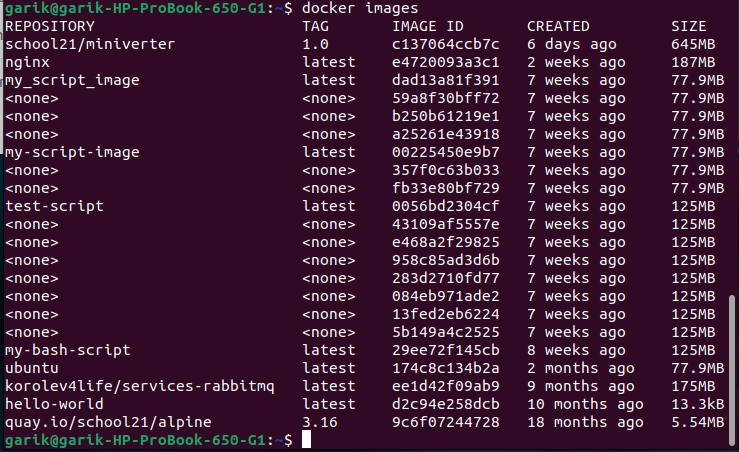 garik@garik-HP-ProBook-650-G1:~$ docker images
REPOSITORY TAG IMAGE ID CREATED SIZE
school21/miniverter 1.0 c137064ccb7c 6 days ago 645MB
nginx latest e4720093a3c1 2 weeks ago 187MB
my_script_image latest dad13a81f391 7 weeks ago 77.9MB
<none> <none> 59a8f30bff72 7 weeks ago 77.9MB
<none> <none> b250b61219e1 7 weeks ago 77.9MB
<none> <none> a25261e43918 7 weeks ago 77.9MB
my-script-image latest 00225450e9b7 7 weeks ago 77.9MB
<none> <none> 357f0c63b033 7 weeks ago 77.9MB
<none> <none> fb33e80bf729 7 weeks ago 77.9MB
test-script latest 0056bd2304cf 7 weeks ago 125MB
<none> <none> 43109af5557e 7 weeks ago 125MB
<none> <none> e468a2f29825 7 weeks ago 125MB
<none> <none> 958c85ad3d6b 7 weeks ago 125MB
<none> <none> 283d2710fd77 7 weeks ago 125MB
<none> <none> 084eb971ade2 7 weeks ago 125MB
<none> <none> 13fed2eb6224 7 weeks ago 125MB
<none> <none> 5b149a4c2525 7 weeks ago 125MB
my-bash-script latest 29ee72f145cb 8 weeks ago 125MB
ubuntu latest 174c8c134b2a 2 months ago 77.9MB
korolev4life/services-rabbitmq latest ee1d42f09ab9 9 months ago 175MB
hello-world latest d2c94e258dcb 10 months ago 13.3kB
quay.io/school21/alpine 3.16 9c6f07244728 18 months ago 5.54MB
garik@garik-HP-ProBook-650-G1:~$